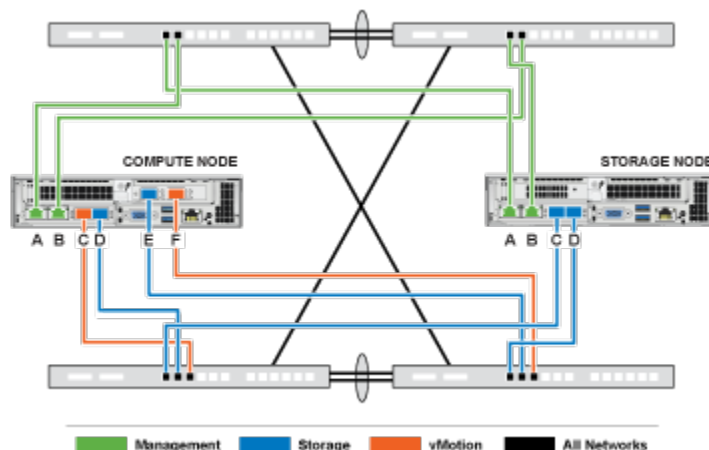 COMPUTE NODE
STORAGE NODE
A B C D E F
A B C D
Management Storage vMotion All Networks